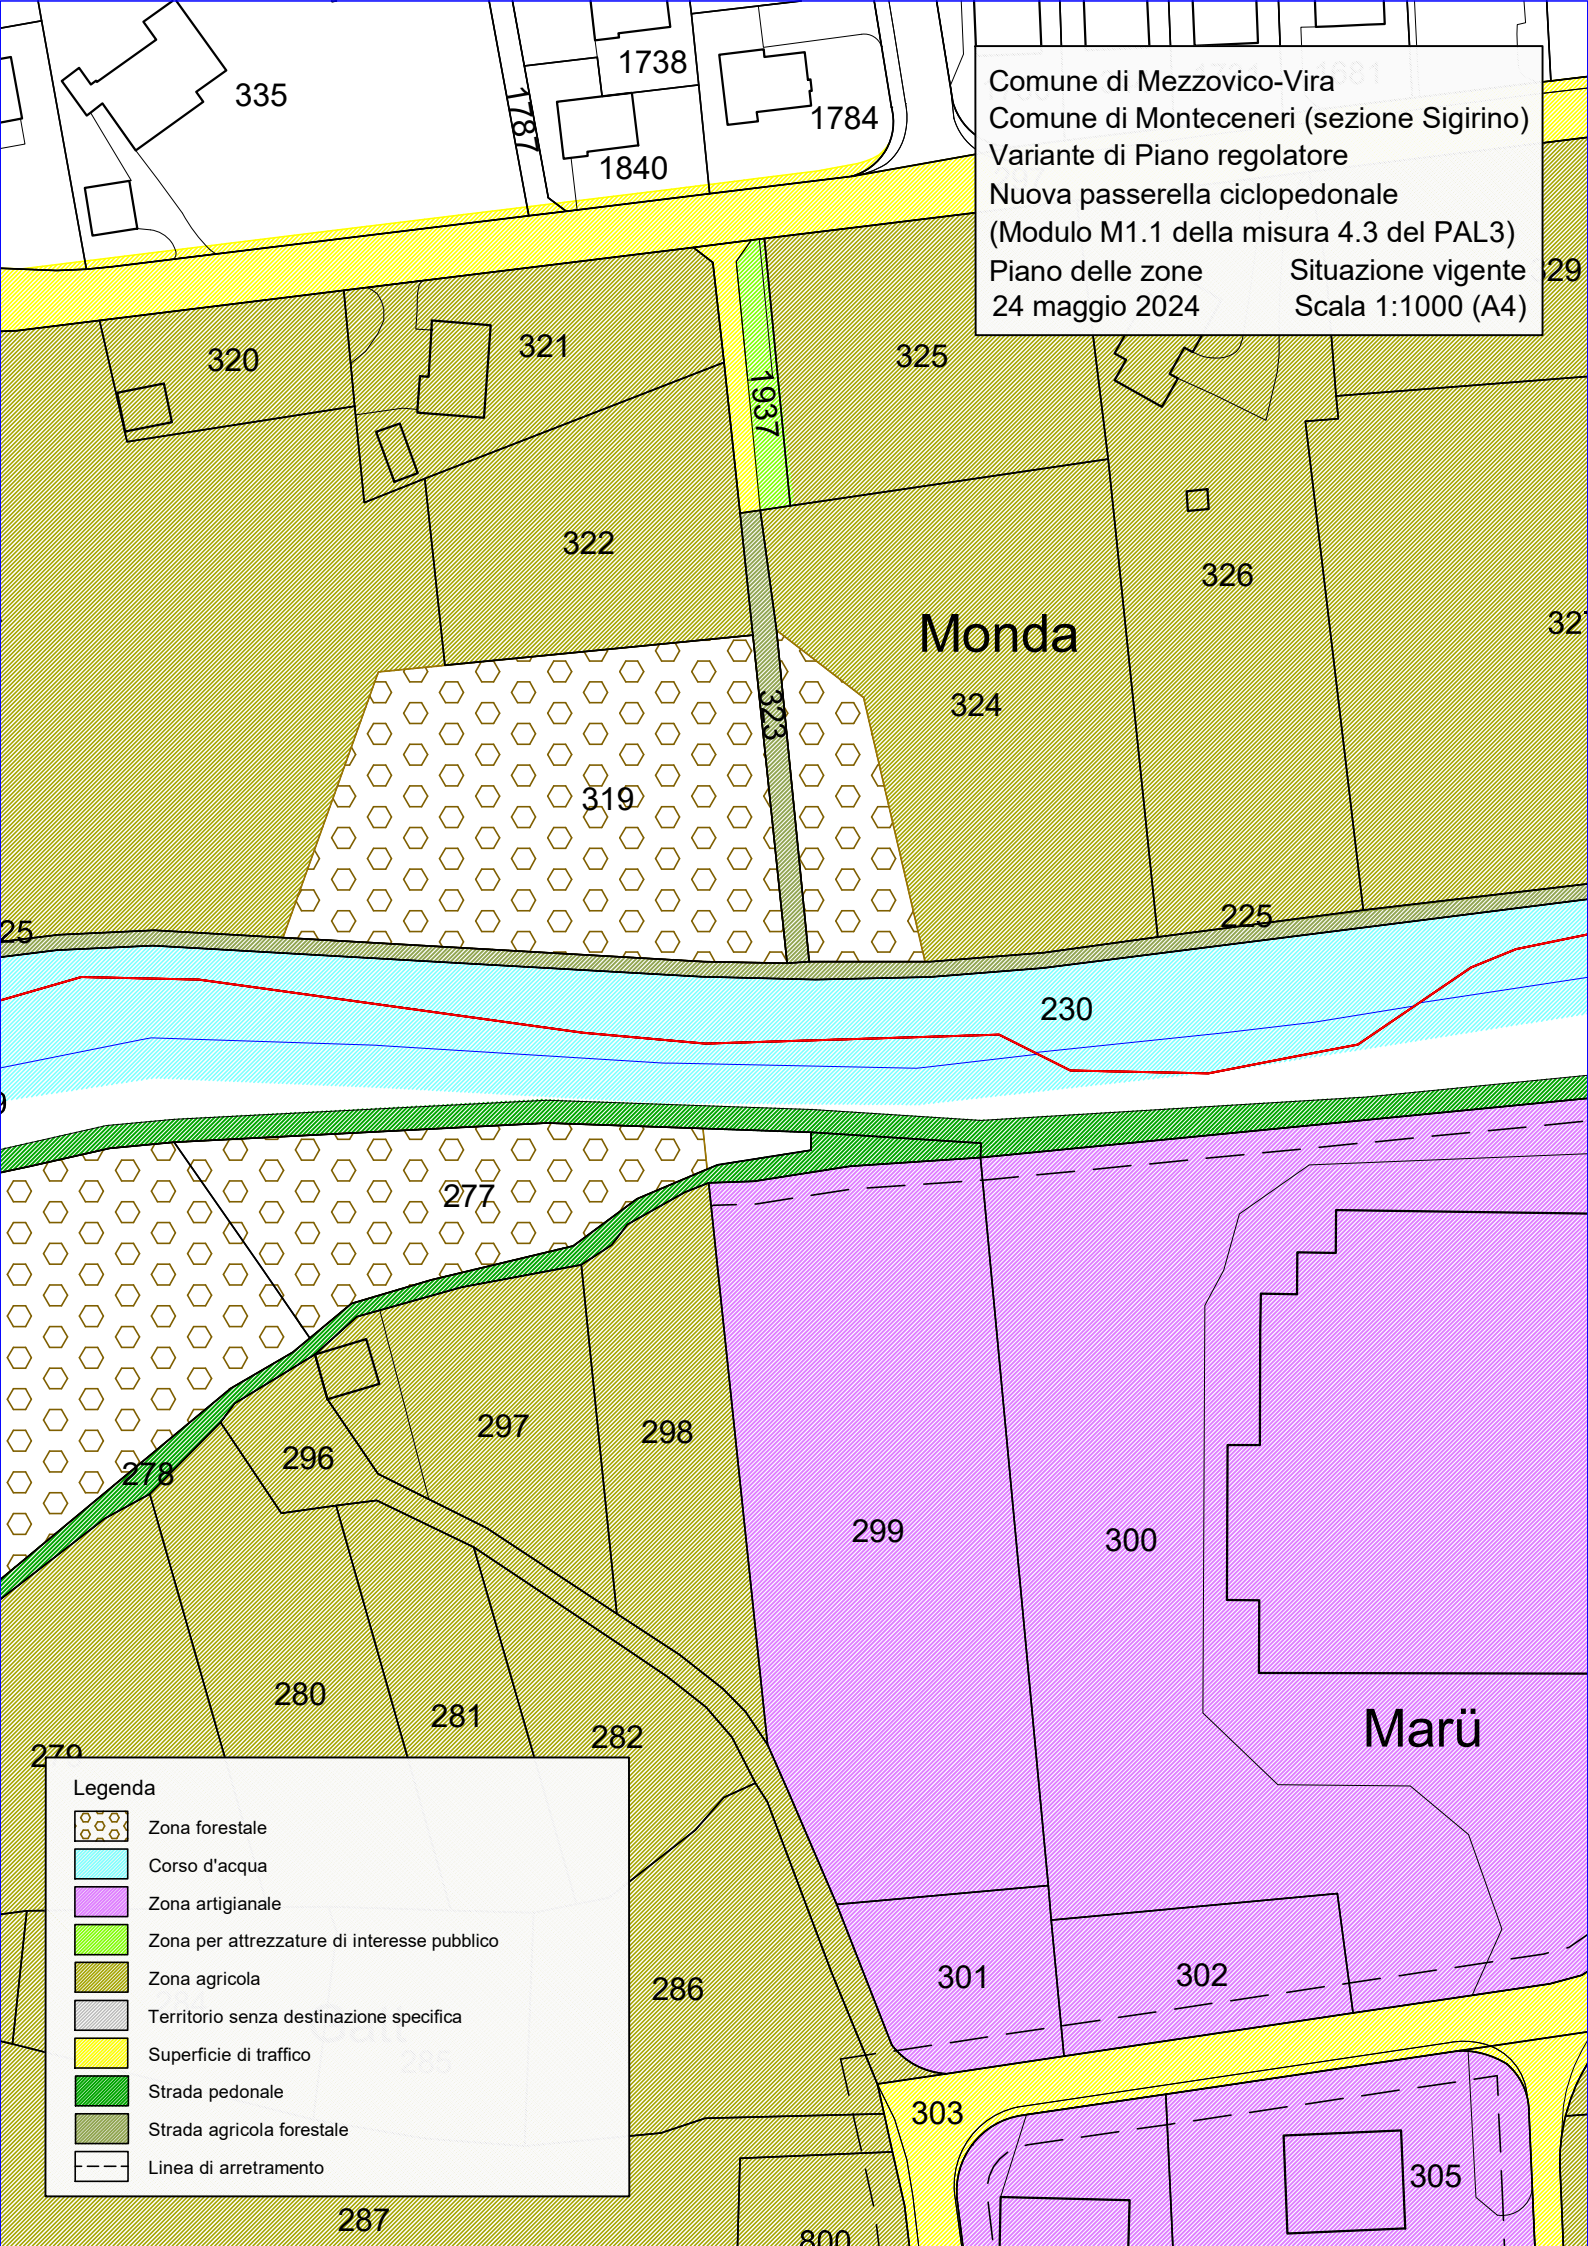 1738
335
1787
1784
1840
Comune di Mezzovico-Vira
Comune di Monteceneri (sezione Sigirino)
Variante di Piano regolatore
Nuova passerella ciclopedonale
(Modulo M1.1 della misura 4.3 del PAL3)
Piano delle zone Situazione vigente
24 maggio 2024 Scala 1:1000 (A4)
320
321
1937
325
322
326
Monda
324
323
319
225
230
277
297
298
296
278
299
300
280
281
282
Marü
279
286
301
302
303
305
287
800
Legenda
Zona forestale
Corso d'acqua
Zona artigianale
Zona per attrezzature di interesse pubblico
Zona agricola
Territorio senza destinazione specifica
Superficie di traffico
Strada pedonale
Strada agricola forestale
Linea di arretramento
285